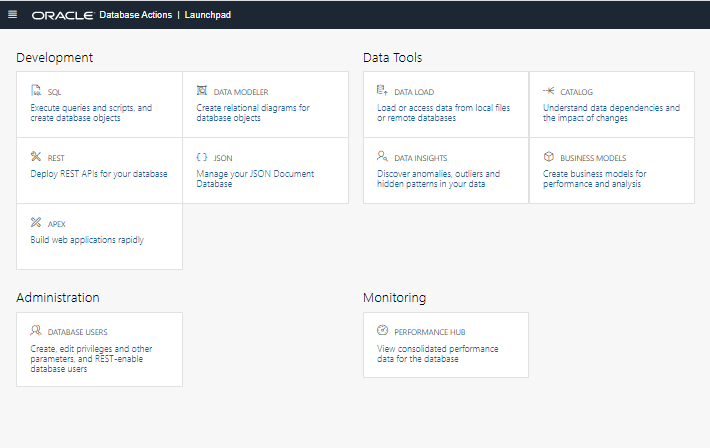 ORACLE Database Actions | Launchpad
Development
SQL
Execute queries and scripts, and
create database objects
DATA MODELER
Create relational diagrams for
database objects
REST
Deploy REST APIs for your database
{ } JSON
Manage your JSON Document
Database
APEX
Build web applications rapidly
Data Tools
DATA LOAD
Load or access data from local files
or remote databases
CATALOG
Understand data dependencies and
the impact of changes
DATA INSIGHTS
Discover anomalies, outliers and
hidden patterns in your data
BUSINESS MODELS
Create business models for
performance and analysis
Administration
DATABASE USERS
Create, edit privileges and other
parameters, and REST-enable
database users
Monitoring
PERFORMANCE HUB
View consolidated performance
data for the database